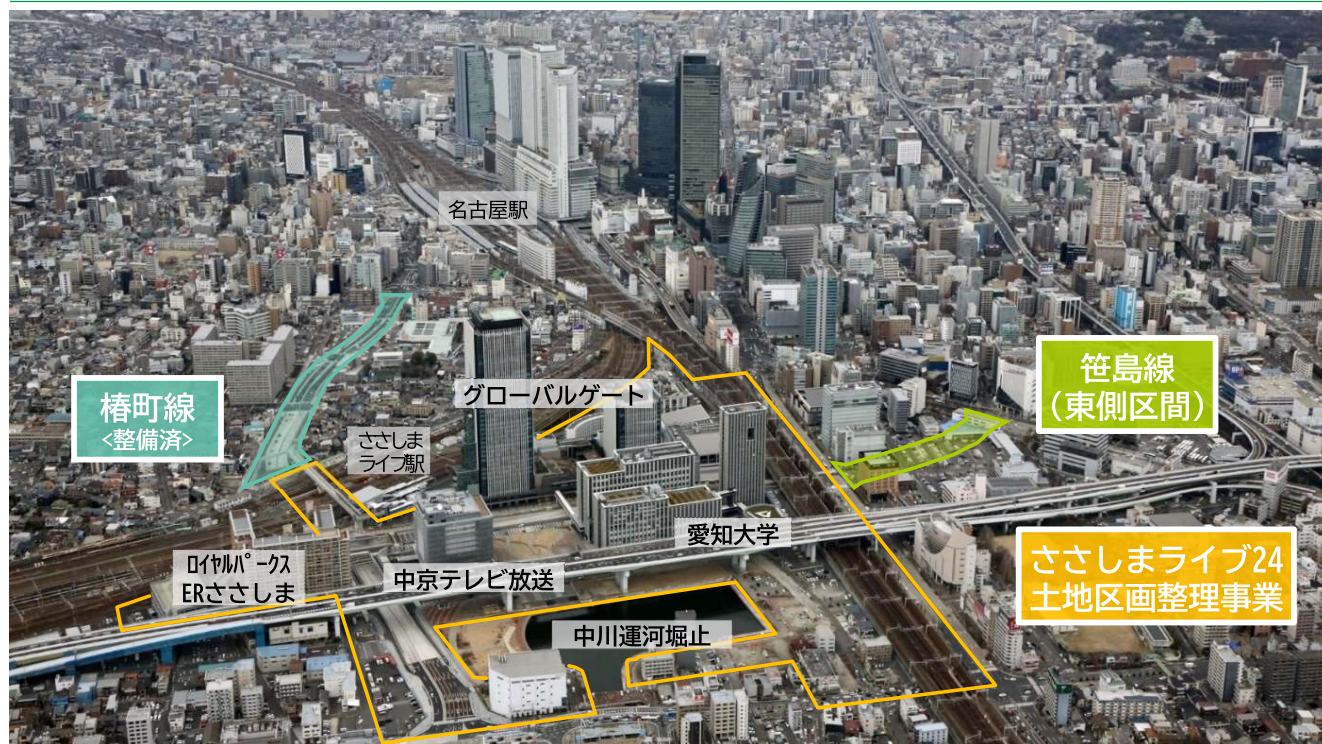 名古屋駅
グローバルゲート
笹島線
(東側区間)
椿町線
<整備済>
ささしま
ライブ駅
愛知大学
ささしまライブ24
土地区画整理事業
ﾛｲﾔﾙﾊﾟｰｸｽ
ERささしま
中京テレビ放送
中川運河堀止